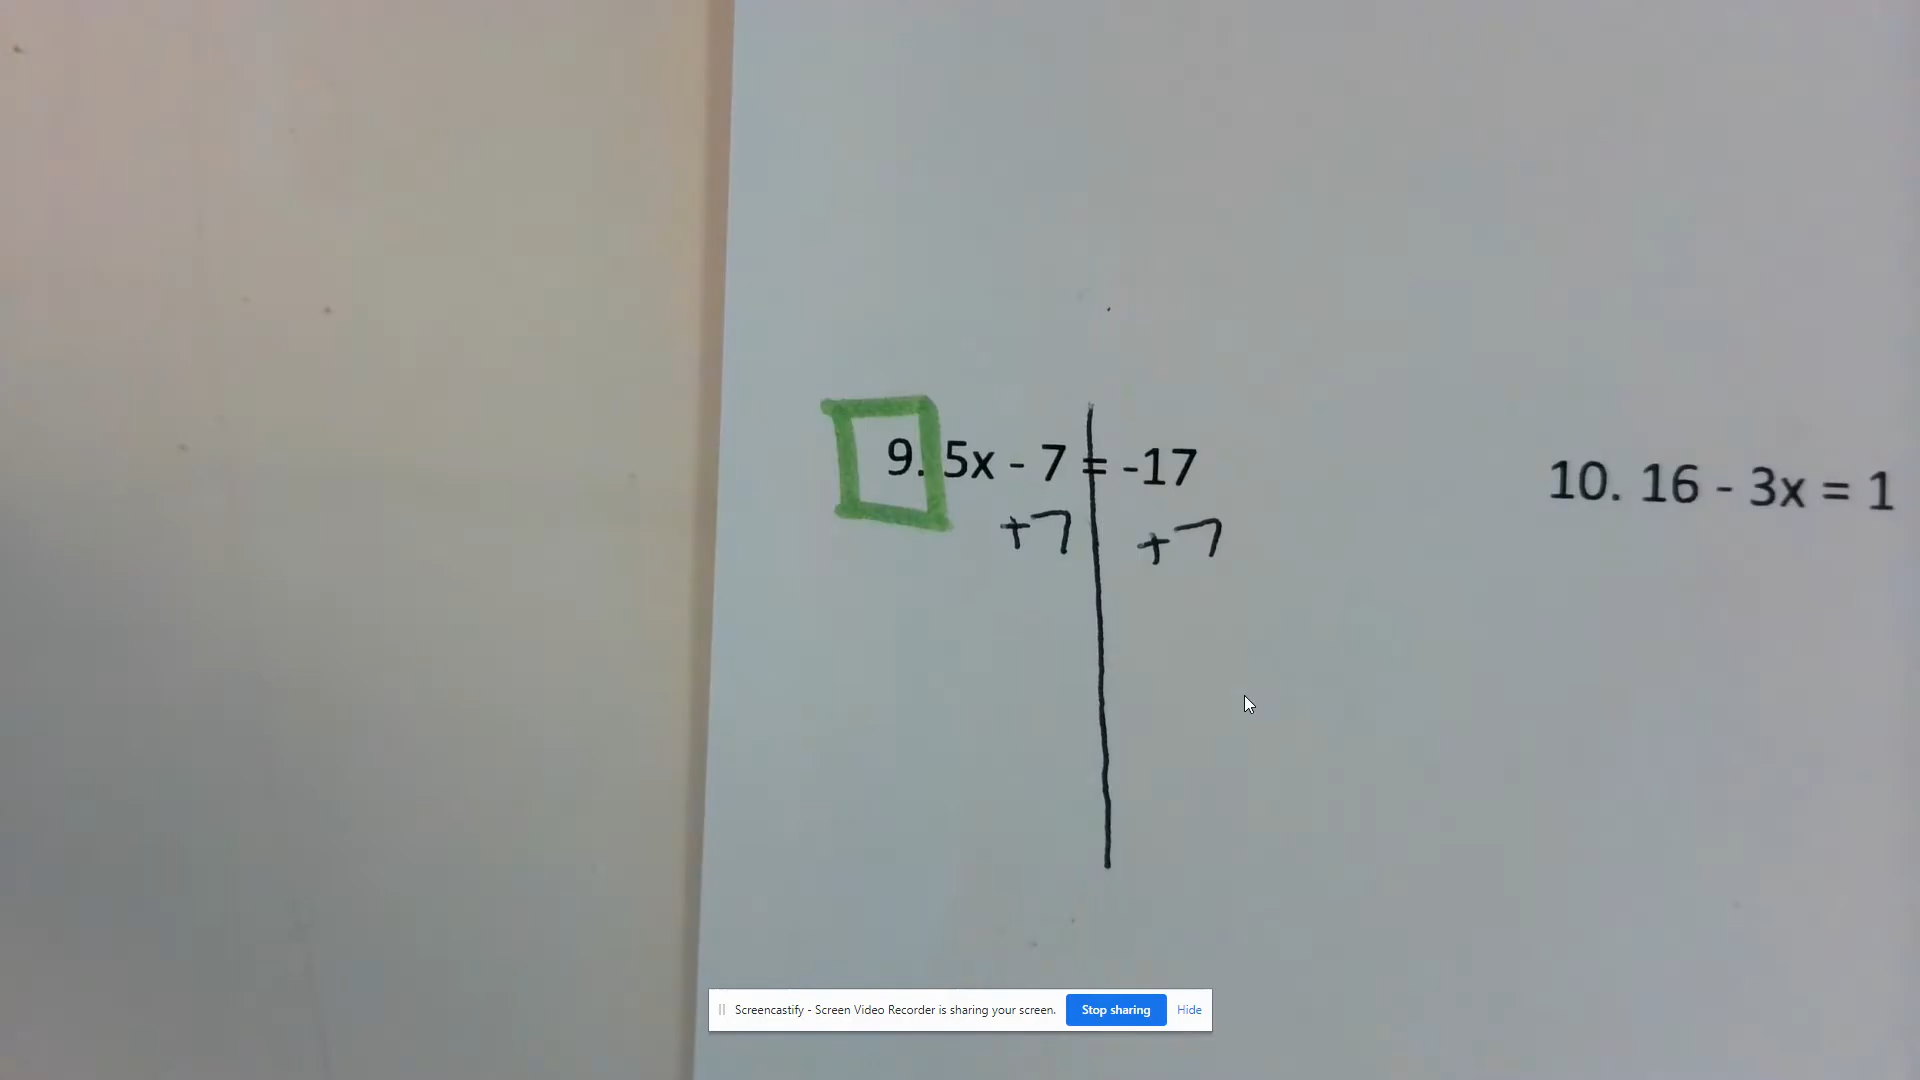 9. 5x - 7 = -17
+7 +7
10. 16 - 3x = 1
Screencastify - Screen Video Recorder is sharing your screen. Stop sharing Hide